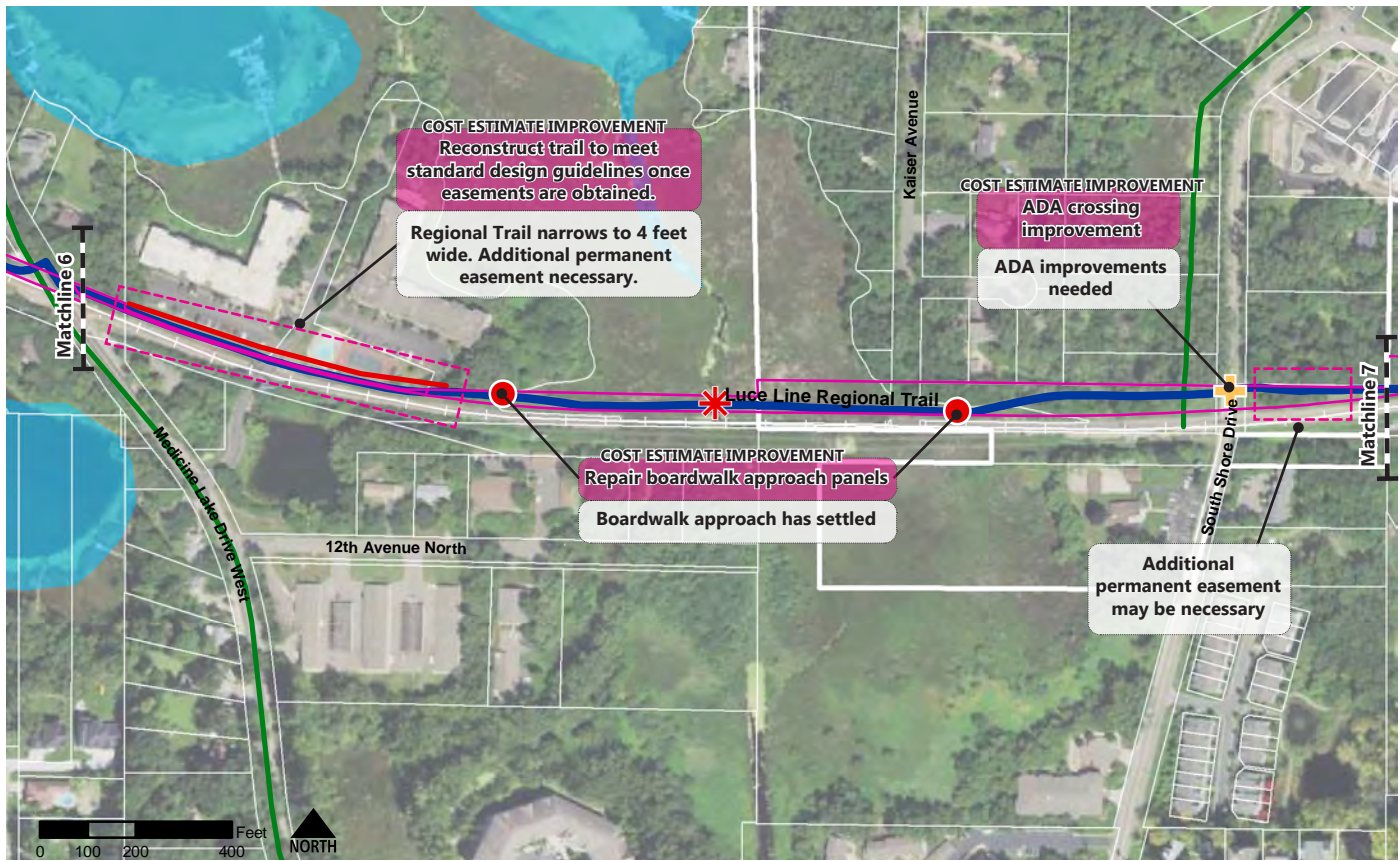 COST ESTIMATE IMPROVEMENT
Reconstruct trail to meet
standard design guidelines once
easements are obtained.
Regional Trail narrows to 4 feet
wide. Additional permanent
easement necessary.
Kaiser Avenue
COST ESTIMATE IMPROVEMENT
ADA crossing
improvement
ADA improvements
needed
Matchline 6
Luce Line Regional Trail
Matchline 7
COST ESTIMATE IMPROVEMENT
Repair boardwalk approach panels
Boardwalk approach has settled
South Shore Drive
Medicine Lake Drive West
12th Avenue North
Additional
permanent easement
may be necessary
Feet
0 100 200 400
NORTH